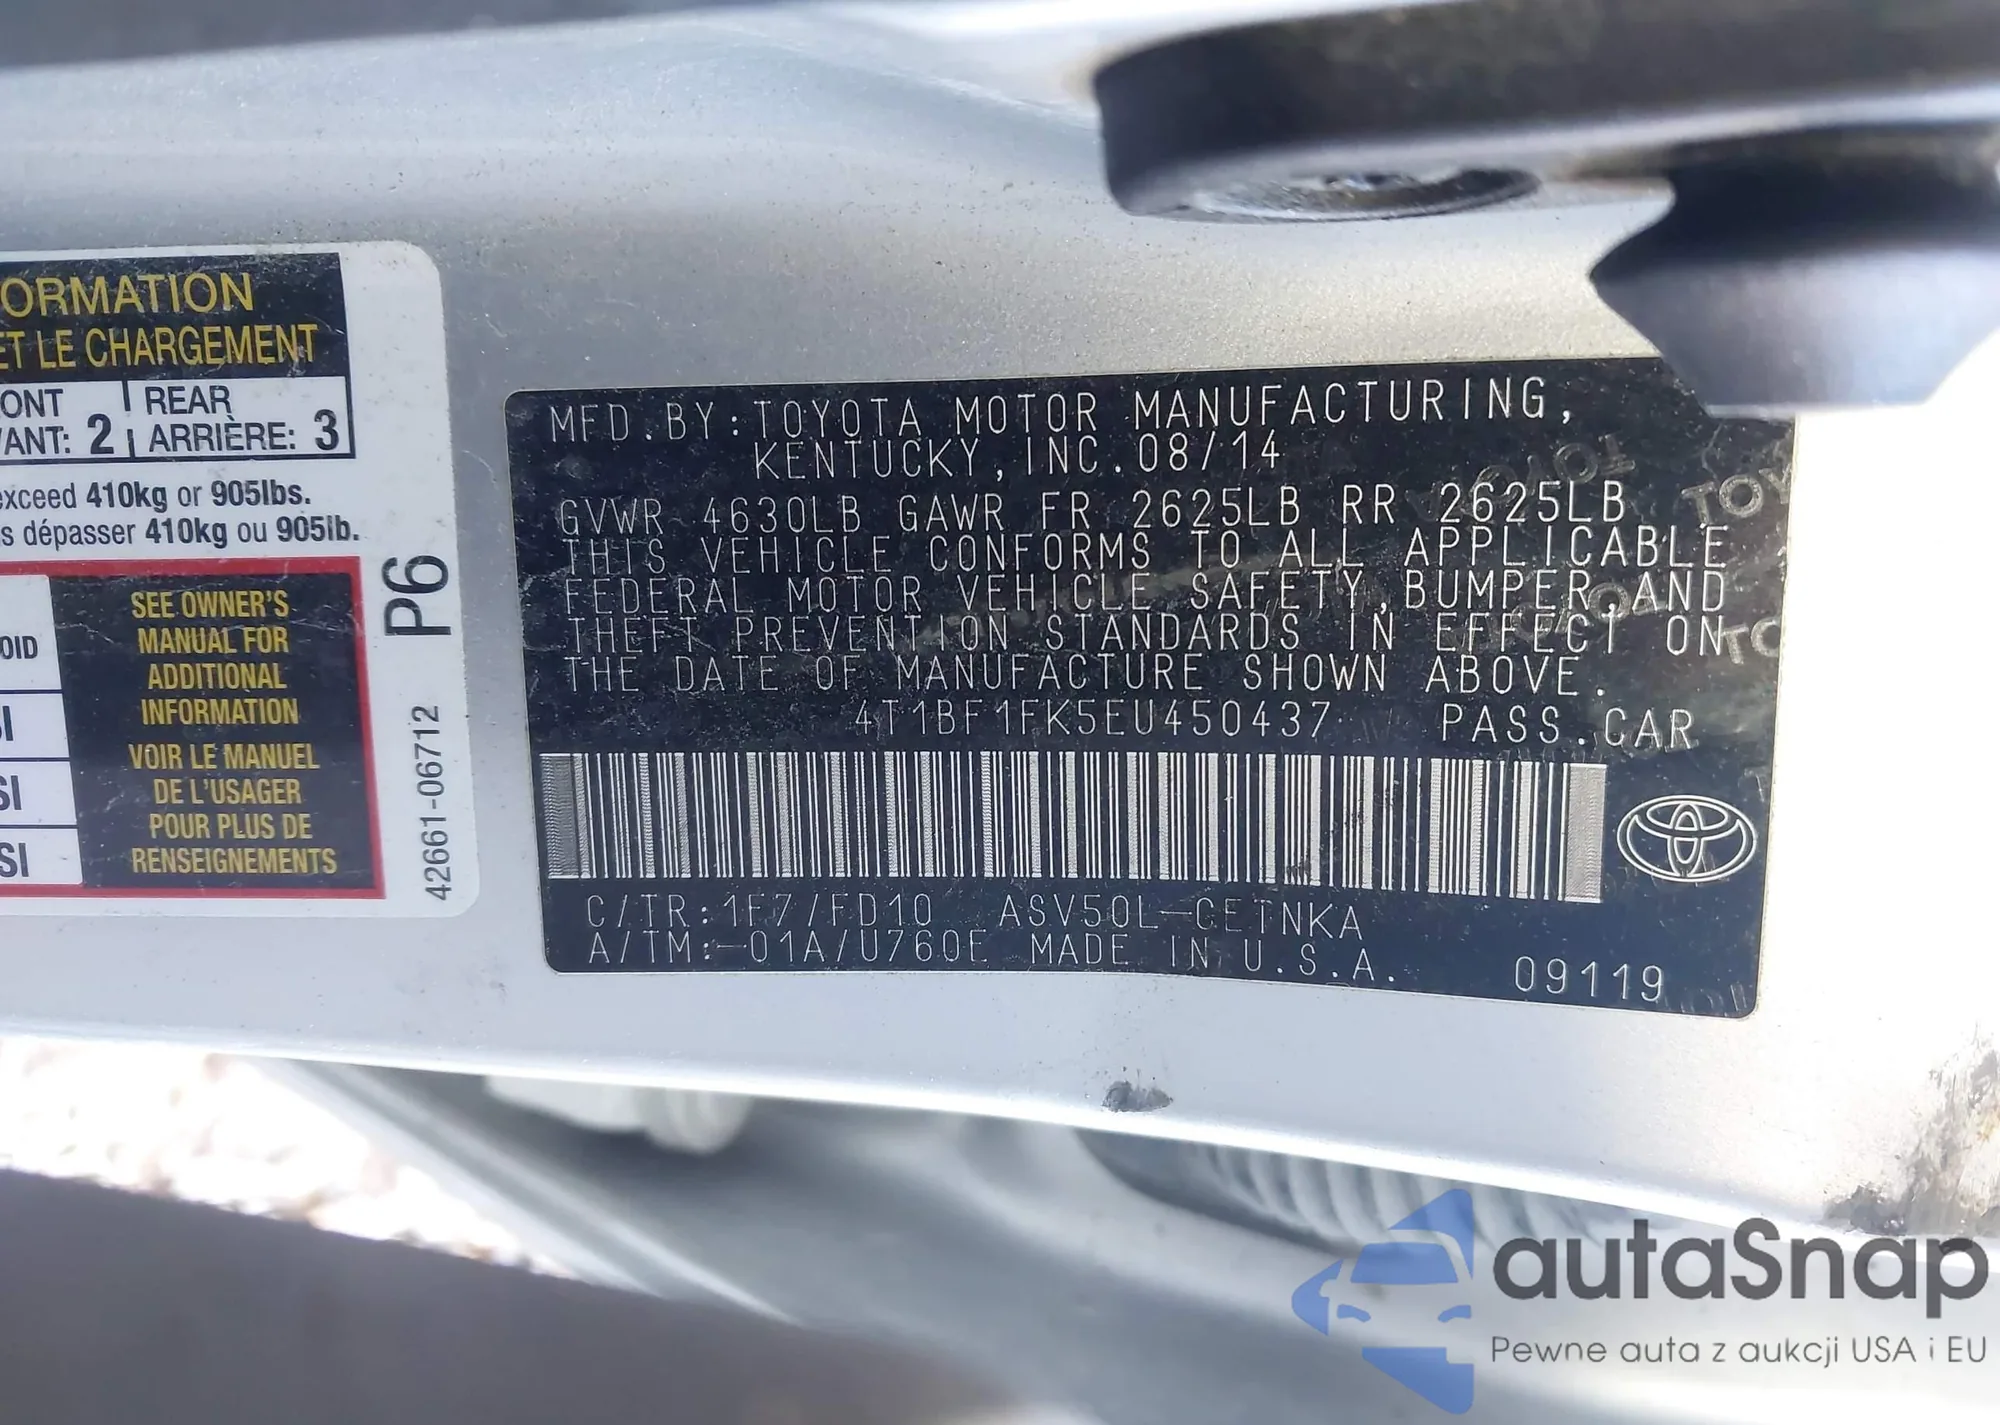 ORMATION
ET LE CHARGEMENT
ONT | REAR
VANT: 2 | ARRIÈRE: 3
exceed 410kg or 905lbs.
s dépasser 410kg ou 905lb.
OID
SI
SI
SEE OWNER'S
MANUAL FOR
ADDITIONAL
INFORMATION
VOIR LE MANUEL
DE L'USAGER
POUR PLUS DE
RENSEIGNEMENTS
P6
42661-06712
MFD.BY:TOYOTA MOTOR MANUFACTURING,
KENTUCKY,INC.08/14
GVWR 4630LB GAWR FR 2625LB RR 2625LB
THIS VEHICLE CONFORMS TO ALL APPLICABLE
FEDERAL MOTOR VEHICLE SAFETY,BUMPER,AND
THEFT PREVENTION STANDARDS IN EFFECT ON
THE DATE OF MANUFACTURE SHOWN ABOVE.
4T1BF1FK5EU450437 PASS.CAR
C/TR:1F7/FD10 ASV50L-CETNKA
A/TM:-01A/U760E MADE IN U.S.A.
09119
autaSnap
Pewne auta z aukcji USA i EU